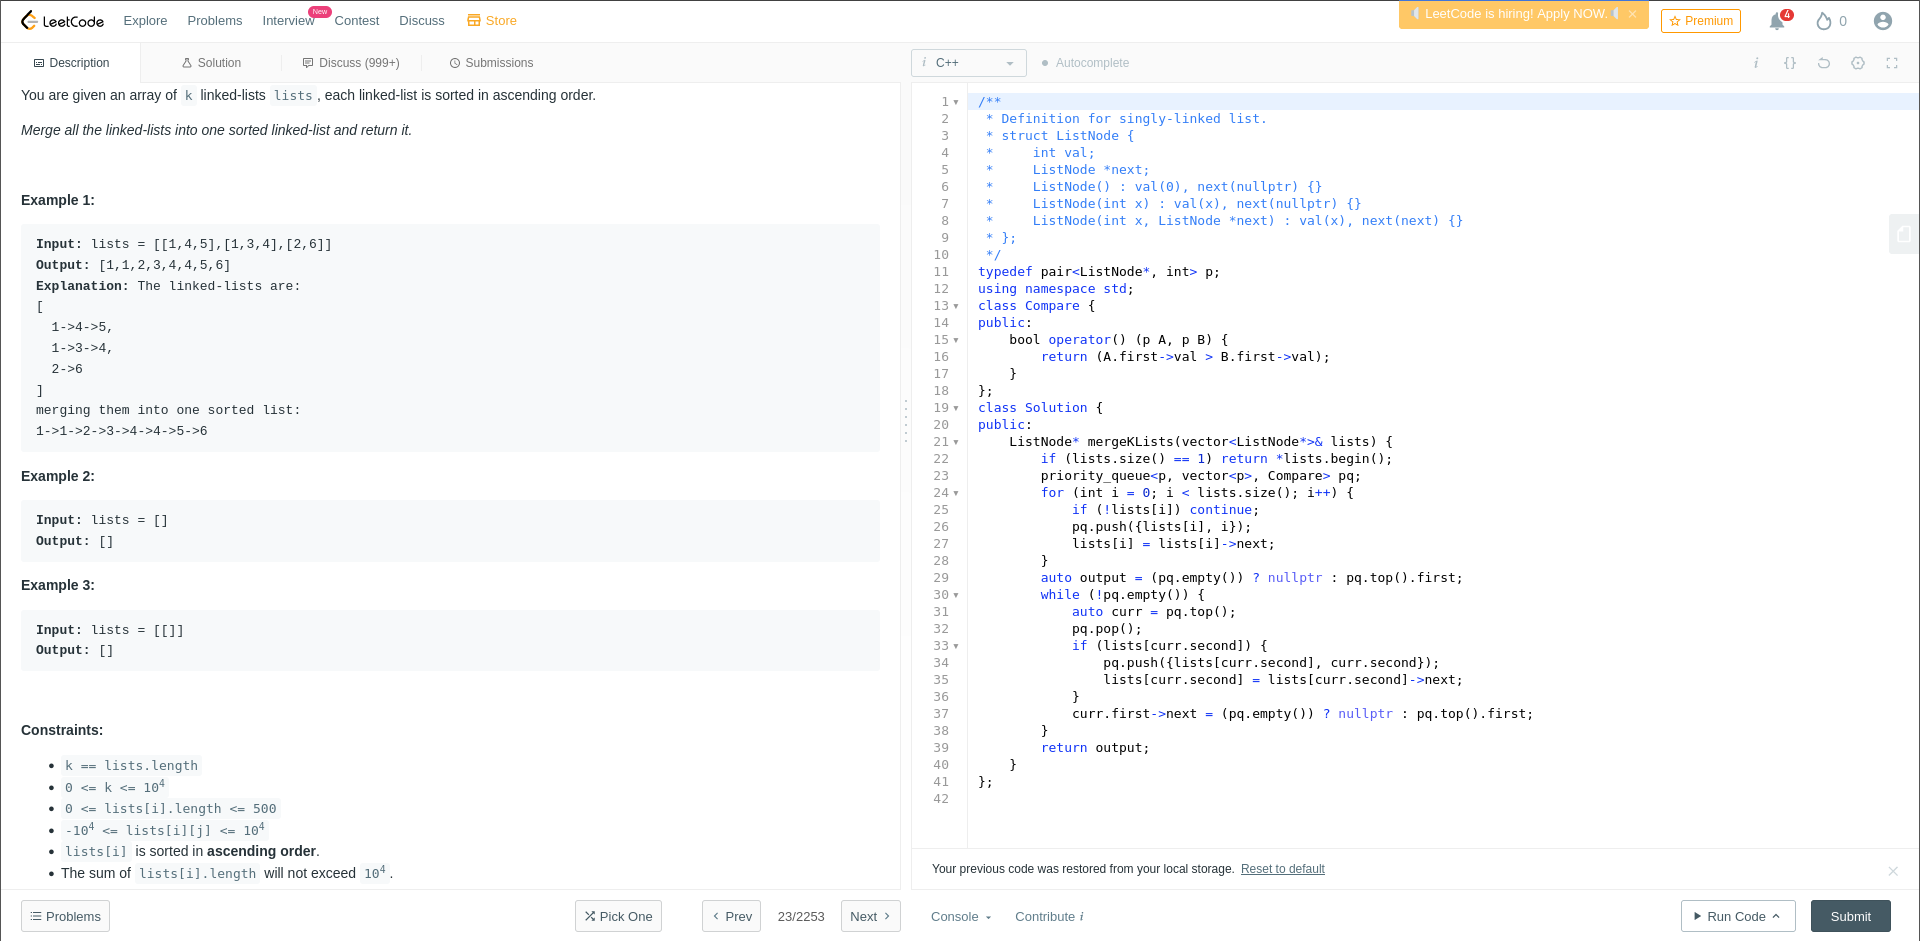 LeetCode
Explore
Problems
Interview
New
Contest
Discuss
Store
LeetCode is hiring! Apply NOW.
Premium
4
0
Description
Solution
Discuss (999+)
Submissions
You are given an array of k linked-lists lists, each linked-list is sorted in ascending order.
Merge all the linked-lists into one sorted linked-list and return it.
Example 1:
Input: lists = [[1,4,5],[1,3,4],[2,6]]
Output: [1,1,2,3,4,4,5,6]
Explanation: The linked-lists are:
[
  1->4->5,
  1->3->4,
  2->6
]
merging them into one sorted list:
1->1->2->3->4->4->5->6
Example 2:
Input: lists = []
Output: []
Example 3:
Input: lists = [[]]
Output: []
Constraints:
k == lists.length
0 <= k <= 10^4
0 <= lists[i].length <= 500
-10^4 <= lists[i][j] <= 10^4
lists[i] is sorted in ascending order.
The sum of lists[i].length will not exceed 10^4.
Problems
Pick One
Prev
23/2253
Next
i C++
Autocomplete
i {}
1 /**
2  * Definition for singly-linked list.
3  * struct ListNode {
4  *     int val;
5  *     ListNode *next;
6  *     ListNode() : val(0), next(nullptr) {}
7  *     ListNode(int x) : val(x), next(nullptr) {}
8  *     ListNode(int x, ListNode *next) : val(x), next(next) {}
9  * };
10  */
11 typedef pair<ListNode*, int> p;
12 using namespace std;
13 class Compare {
14 public:
15     bool operator() (p A, p B) {
16         return (A.first->val > B.first->val);
17     }
18 };
19 class Solution {
20 public:
21     ListNode* mergeKLists(vector<ListNode*>& lists) {
22         if (lists.size() == 1) return *lists.begin();
23         priority_queue<p, vector<p>, Compare> pq;
24         for (int i = 0; i < lists.size(); i++) {
25             if (!lists[i]) continue;
26             pq.push({lists[i], i});
27             lists[i] = lists[i]->next;
28         }
29         auto output = (pq.empty()) ? nullptr : pq.top().first;
30         while (!pq.empty()) {
31             auto curr = pq.top();
32             pq.pop();
33             if (lists[curr.second]) {
34                 pq.push({lists[curr.second], curr.second});
35                 lists[curr.second] = lists[curr.second]->next;
36             }
37             curr.first->next = (pq.empty()) ? nullptr : pq.top().first;
38         }
39         return output;
40     }
41 };
42
Your previous code was restored from your local storage. Reset to default
Console
Contribute i
Run Code
Submit